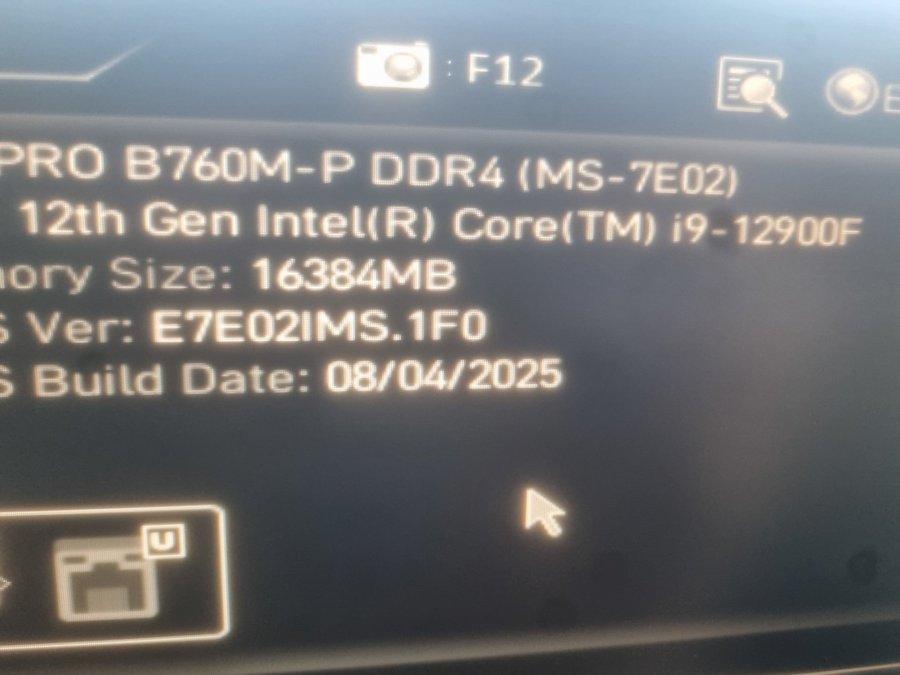 : F12
PRO B760M-P DDR4 (MS-7E02)
12th Gen Intel(R) Core(TM) i9-12900F
ory Size: 16384MB
S Ver: E7E02IMS.1F0
S Build Date: 08/04/2025
U